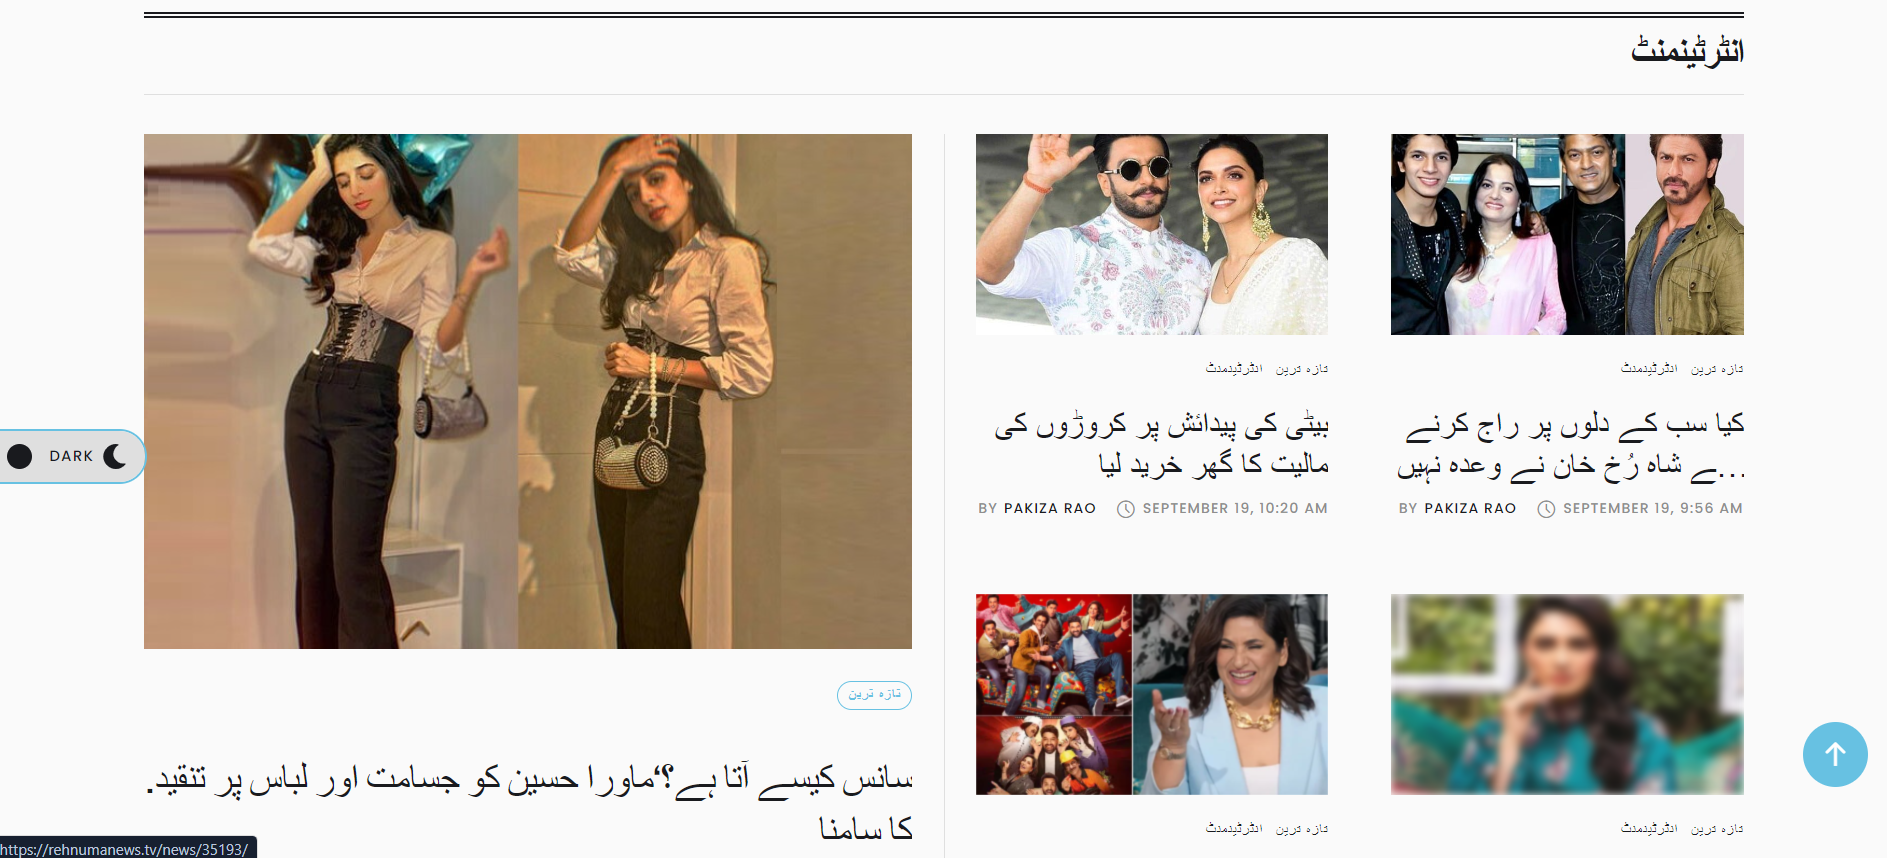 انٹرٹینمنٹ
تازہ ترین انٹرٹینمنٹ
کیا سب کے دلوں پر راج کرنے
...ے شاہ رُخ خان نے وعدہ نہیں
BY PAKIZA RAO SEPTEMBER 19, 9:56 AM
تازہ ترین انٹرٹینمنٹ
بیٹی کی پیدائش پر کروڑوں کی
مالیت کا گھر خرید لیا
BY PAKIZA RAO SEPTEMBER 19, 10:20 AM
DARK
تازہ ترین
سانس کیسے آتا ہے؟‘ماورا حسین کو جسامت اور لباس پر تنقید.
کا سامنا
تازہ ترین انٹرٹینمنٹ
تازہ ترین انٹرٹینمنٹ
https://rehnumanews.tv/news/35193/